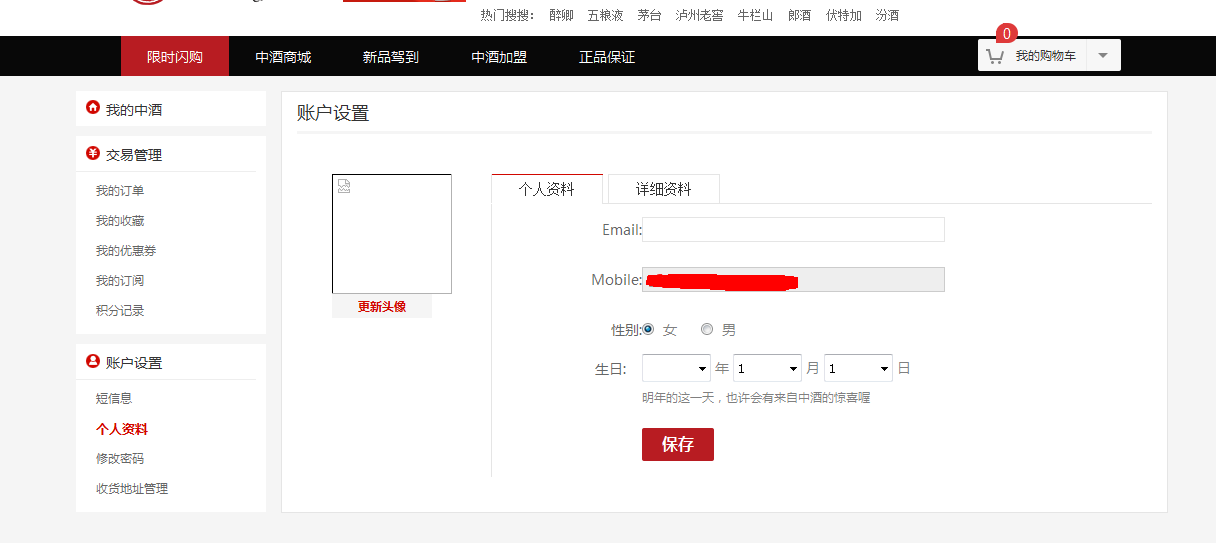 热门搜搜： 醉卿 五粮液 茅台 泸州老窖 牛栏山 郎酒 伏特加 汾酒
限时闪购 中酒商城 新品驾到 中酒加盟 正品保证 0 我的购物车
我的中酒
交易管理
我的订单
我的收藏
我的优惠券
我的订阅
积分记录
账户设置
短信息
个人资料
修改密码
收货地址管理
账户设置
更新头像
个人资料 详细资料
Email:
Mobile:
性别: 女 男
生日: 年 1 月 1 日
明年的这一天，也许会有来自中酒的惊喜喔
保存